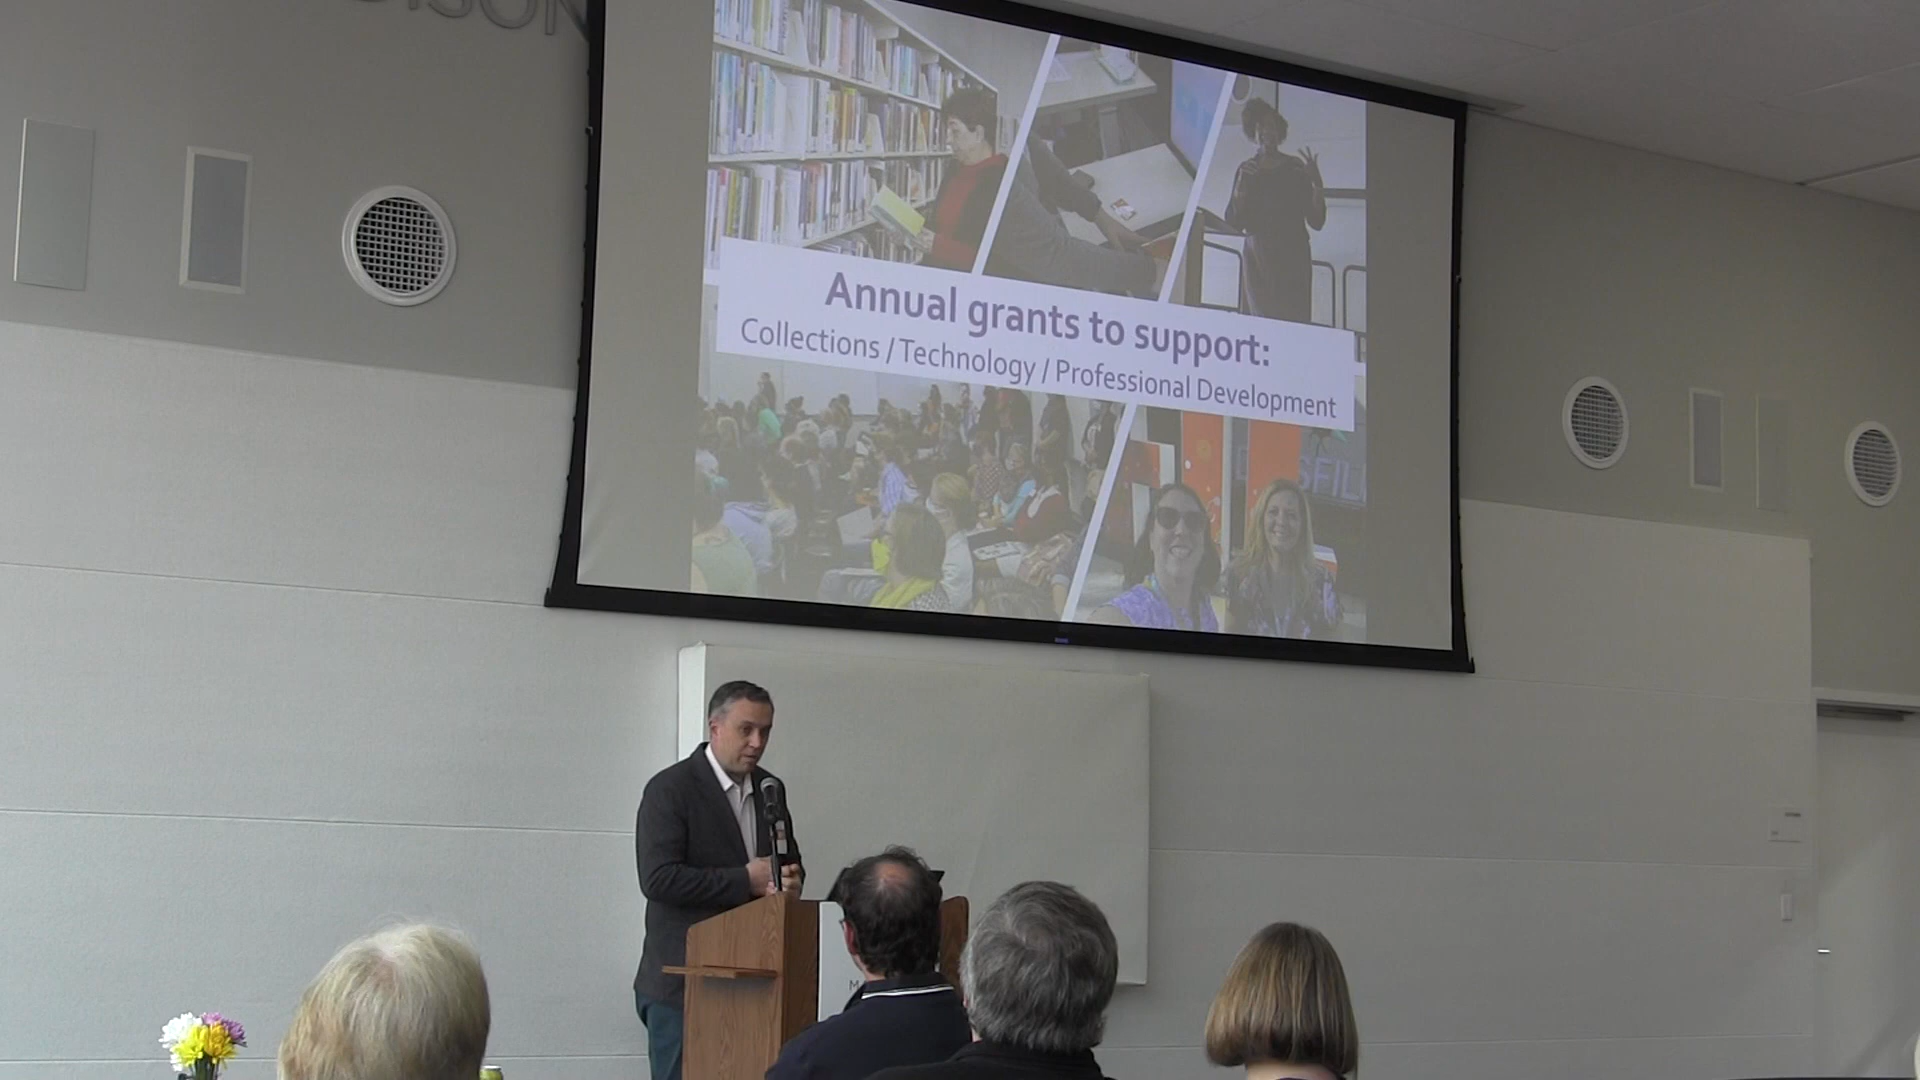 Annual grants to support:
Collections / Technology / Professional Development